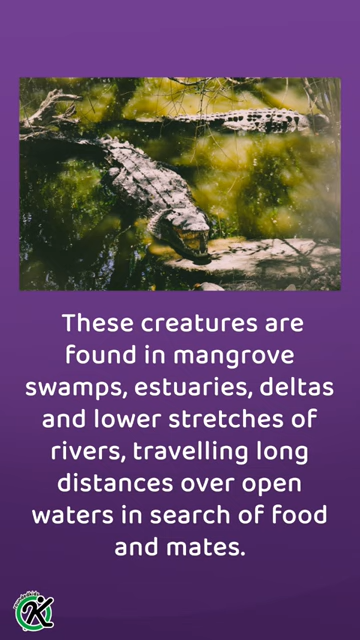 These creatures are
found in mangrove
swamps, estuaries, deltas
and lower stretches of
rivers, travelling long
distances over open
waters in search of food
and mates.